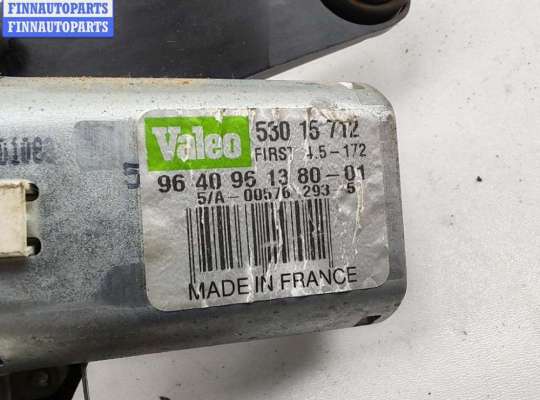 FINNAUTOPARTS
FINNAUTOPARTS
Valeo
530 15 712
FIRST 4.5-172
96 40 96 13 80-01
5/A-00576 293 5
MADE IN FRANCE